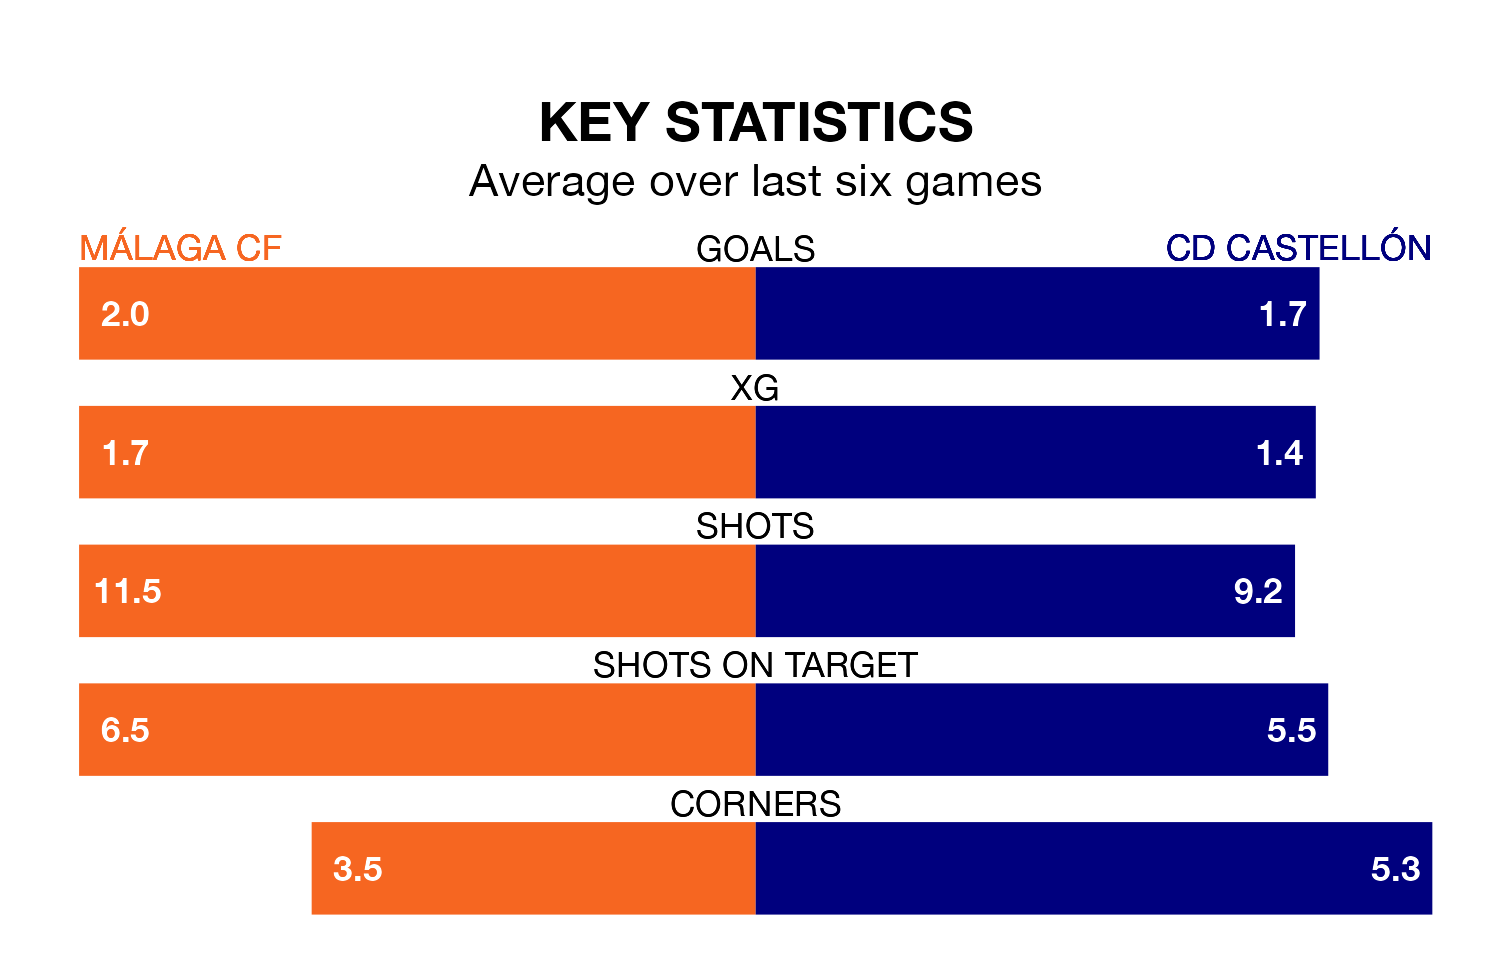 KEY STATISTICS
Average over last six games
MÁLAGA CF GOALS CD CASTELLÓN
2.0 1.7
XG
1.7 1.4
SHOTS
11.5 9.2
SHOTS ON TARGET
6.5 5.5
CORNERS
3.5 5.3